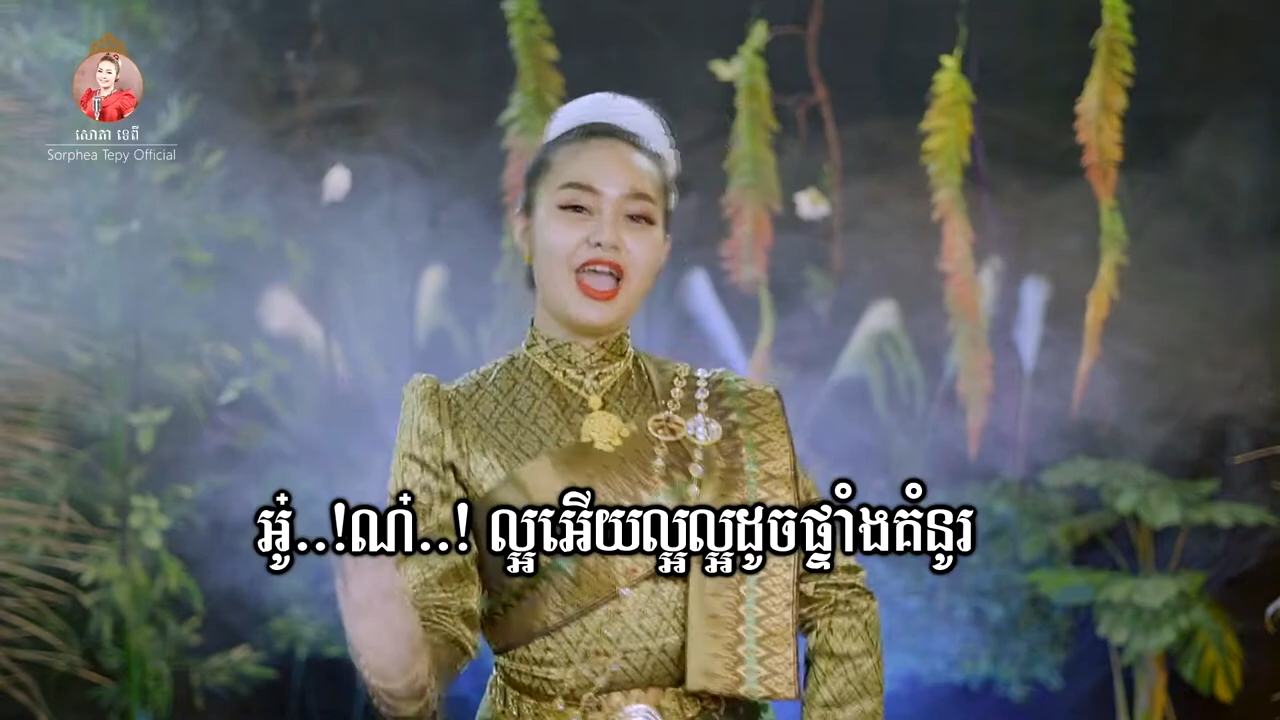 សោភា ទេពី
Sorphea Tepy Official
អូ៎..!ណ៎..! ល្អអើយល្អល្អដូចផ្ទាំងគំនូរ